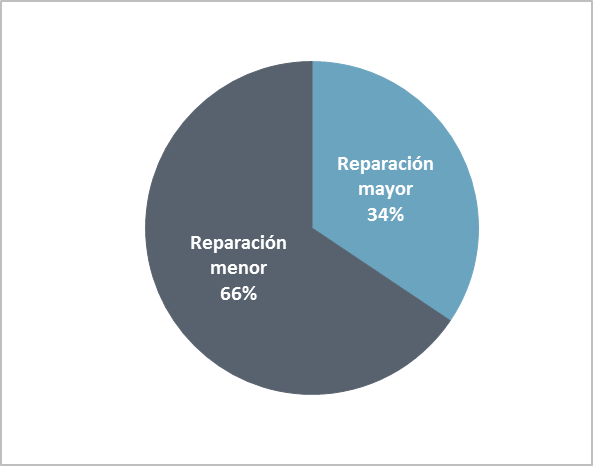 Reparación
mayor
34%
Reparación
menor
66%